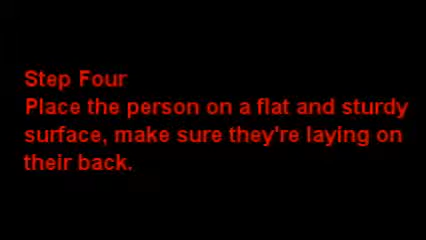 Step Four
Place the person on a flat and sturdy
surface, make sure they're laying on
their back.